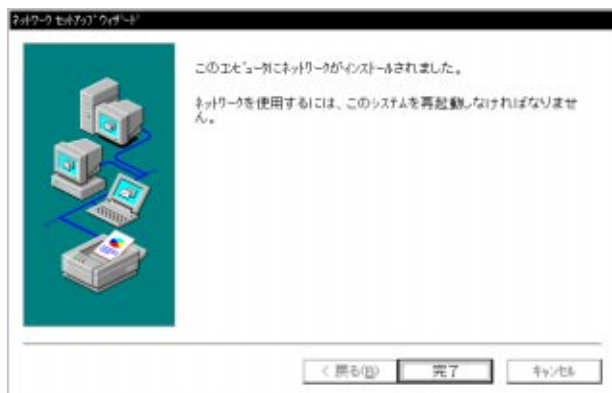 ネットワーク セットアップ ウィザード
このコンピュータにネットワークがインストールされました。
ネットワークを使用するには、このシステムを再起動しなければなりませ
ん。
< 戻る(B)
完了
キャンセル